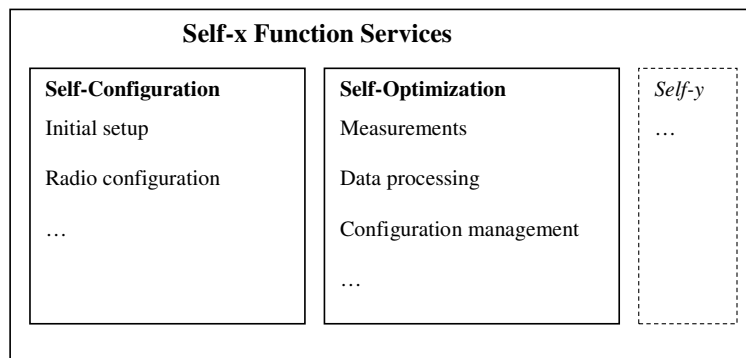 Self-x Function Services
Self-Configuration
Initial setup
Radio configuration
…
Self-Optimization
Measurements
Data processing
Configuration management
…
Self-y
…